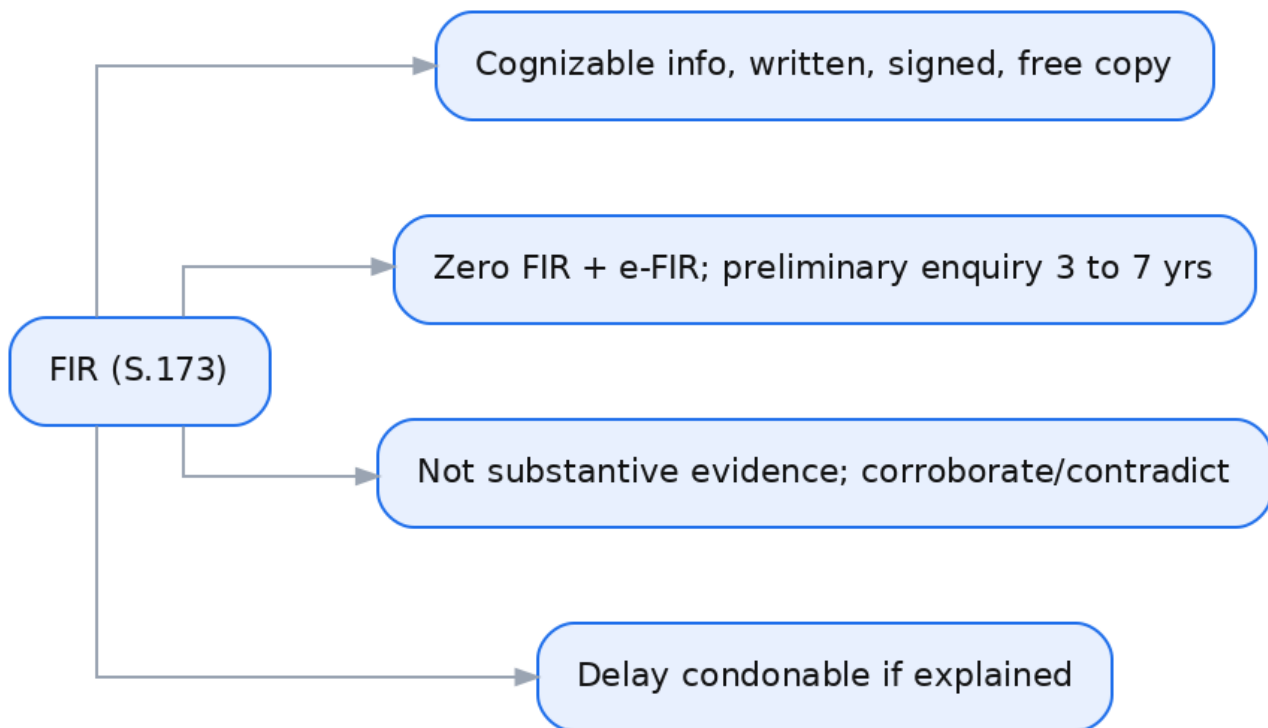 Cognizable info, written, signed, free copy
Zero FIR + e-FIR; preliminary enquiry 3 to 7 yrs
FIR (S.173)
Not substantive evidence; corroborate/contradict
Delay condonable if explained